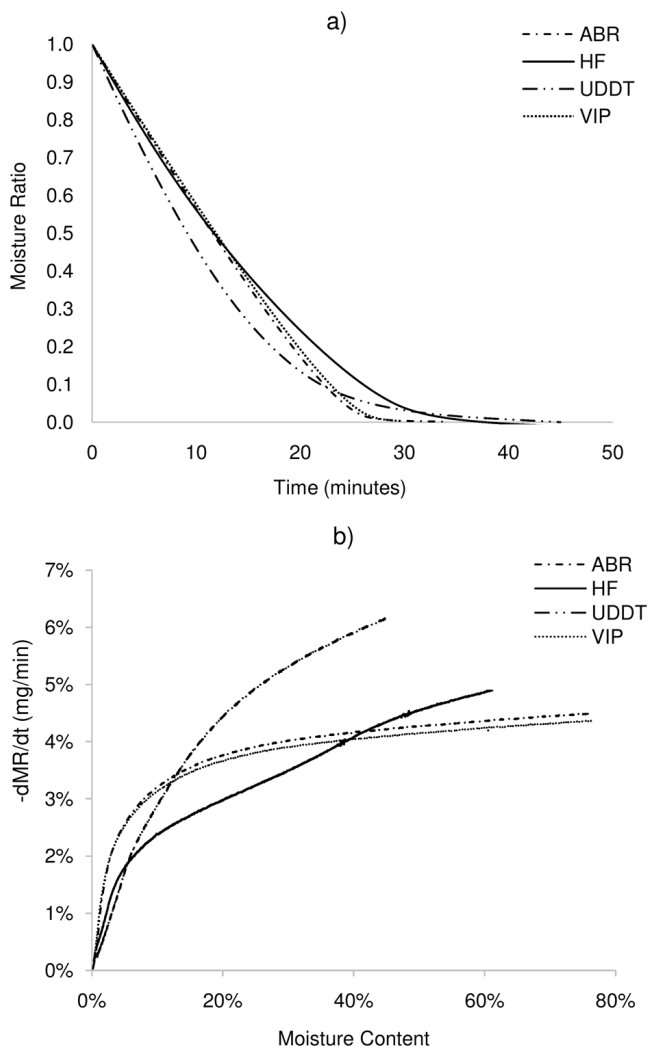 a)
ABR
HF
UDDT
VIP
1.0
0.9
0.8
0.7
0.6
0.5
0.4
0.3
0.2
0.1
0.0
Moisture Ratio
0 10 20 30 40 50
Time (minutes)
b)
ABR
HF
UDDT
VIP
7%
6%
5%
4%
3%
2%
1%
0%
-dMR/dt (mg/min)
0% 20% 40% 60% 80%
Moisture Content